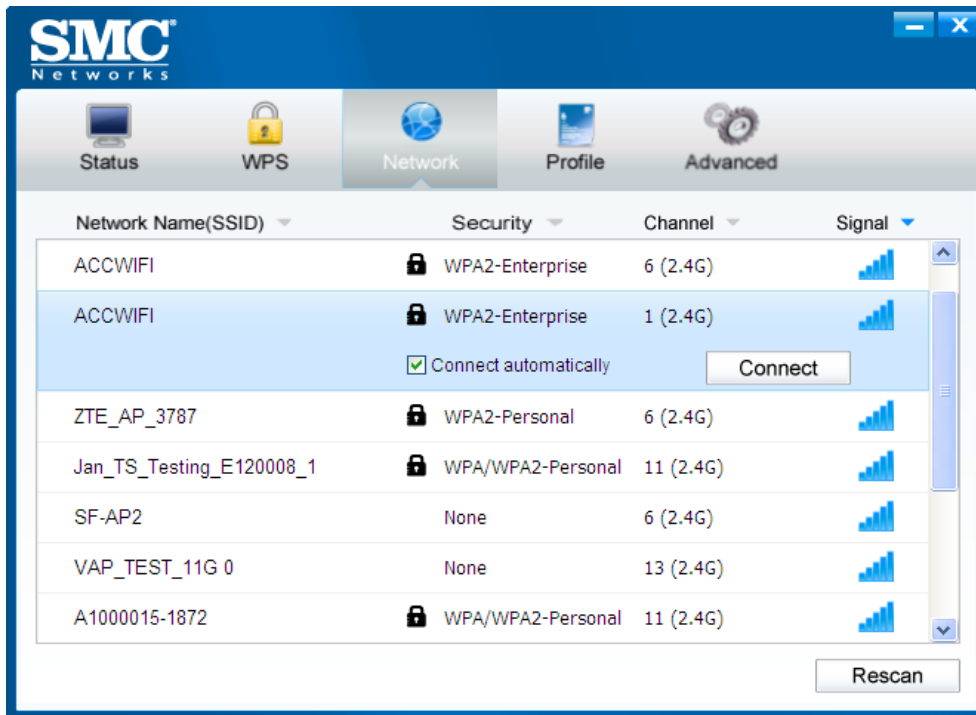 SMC
Networks
Status WPS Network Profile Advanced
Network Name(SSID) Security Channel Signal
ACCWIFI WPA2-Enterprise 6 (2.4G)
ACCWIFI WPA2-Enterprise 1 (2.4G)
Connect automatically Connect
ZTE_AP_3787 WPA2-Personal 6 (2.4G)
Jan_TS_Testing_E120008_1 WPA/WPA2-Personal 11 (2.4G)
SF-AP2 None 6 (2.4G)
VAP_TEST_11G 0 None 13 (2.4G)
A1000015-1872 WPA/WPA2-Personal 11 (2.4G)
Rescan